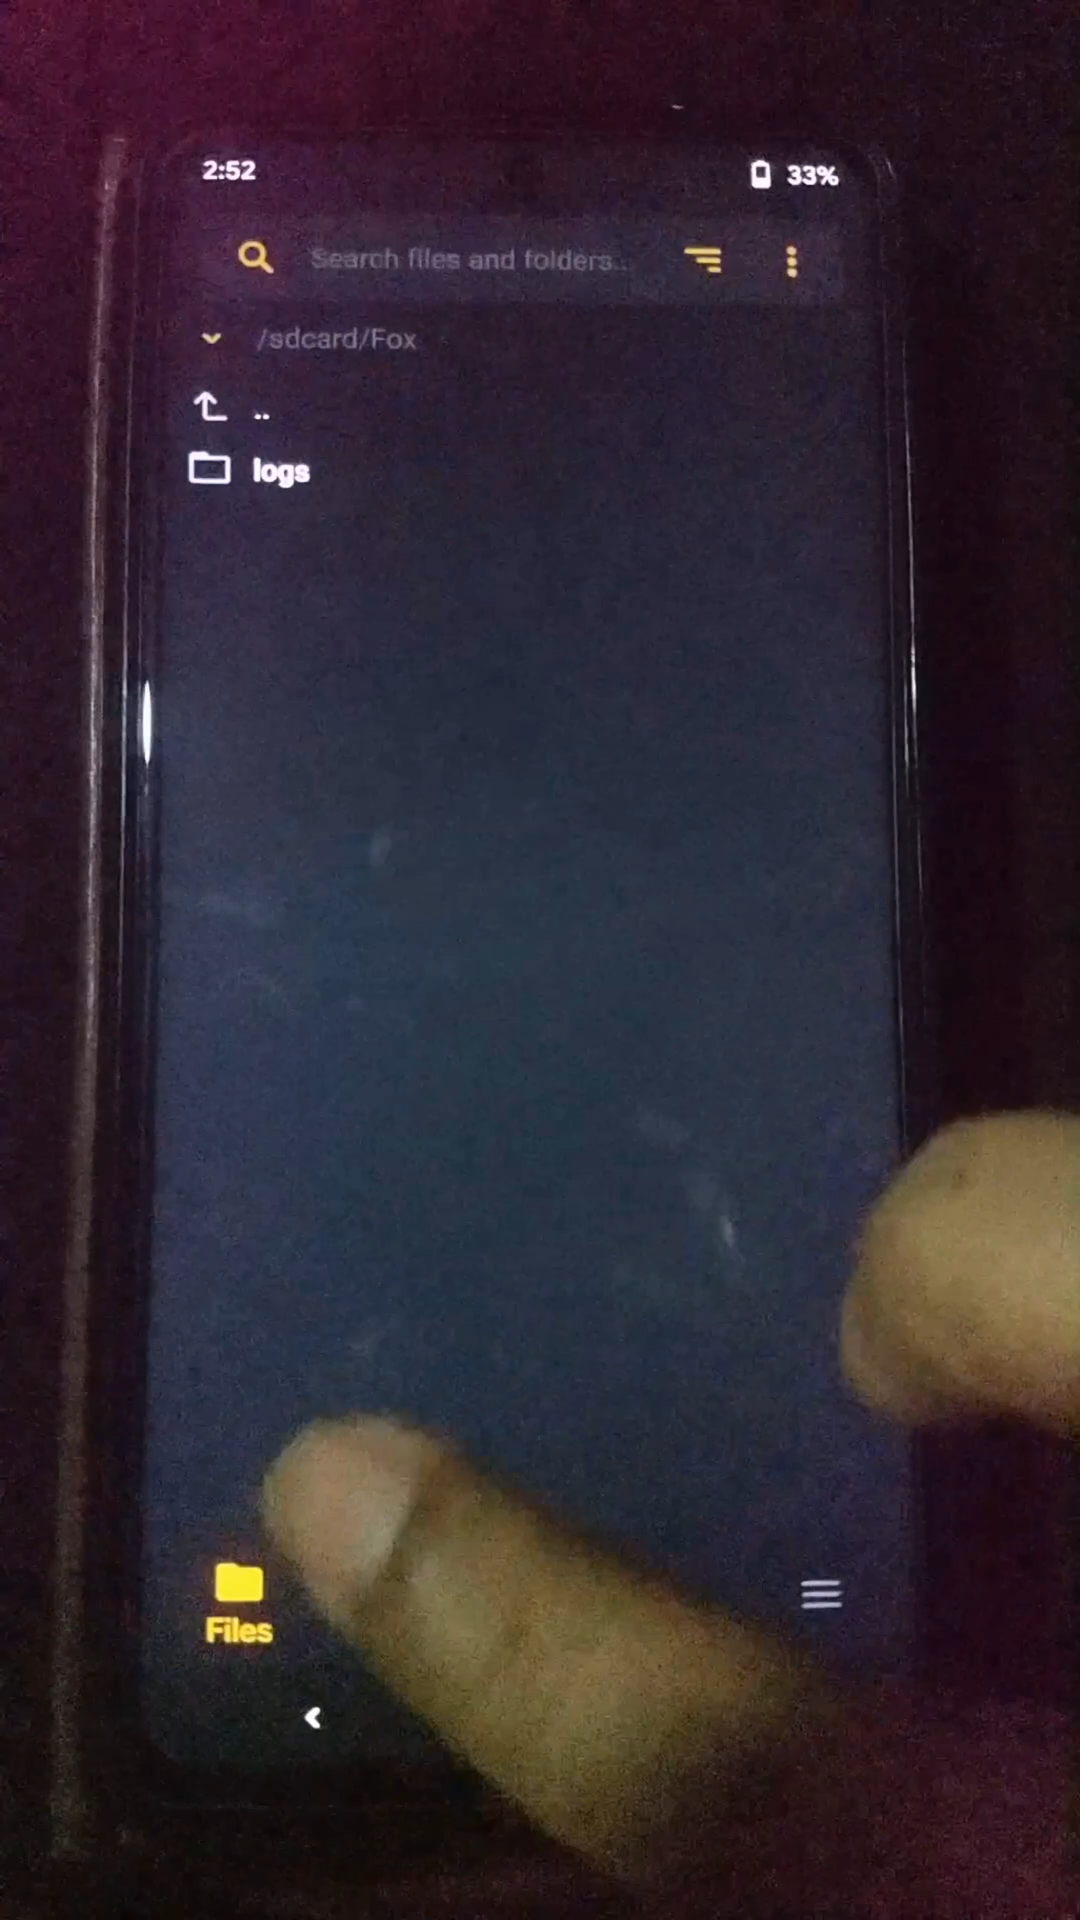 2:52
33%
Search files and folders...
/sdcard/Fox
..
logs
Files